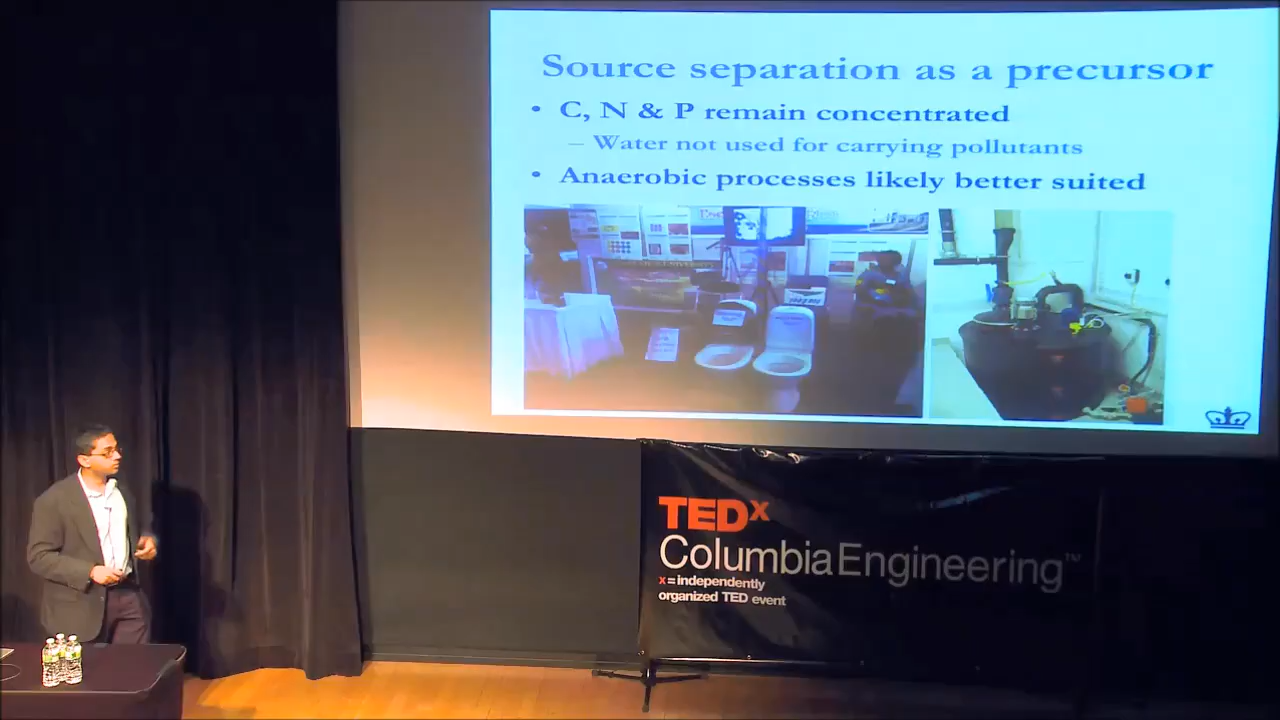 Source separation as a precursor
• C, N & P remain concentrated
– Water not used for carrying pollutants
• Anaerobic processes likely better suited
TEDx
ColumbiaEngineering™
x = independently
organized TED event